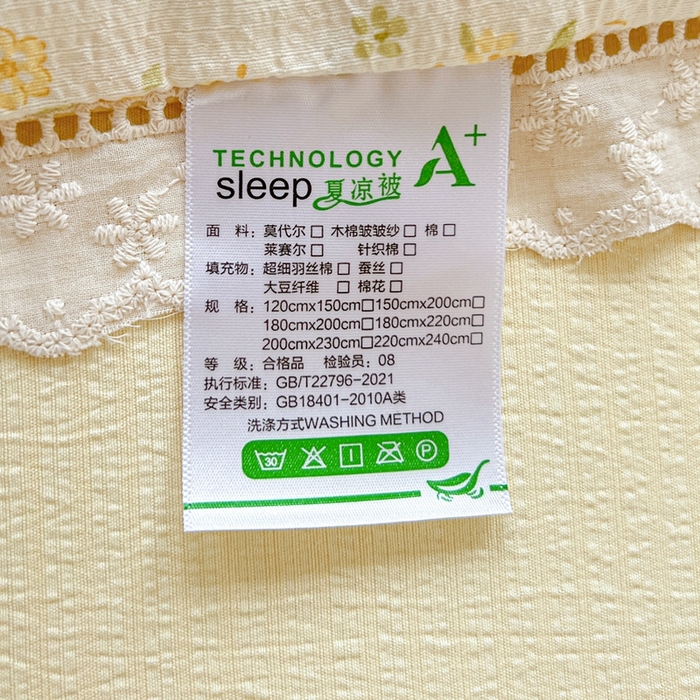 TECHNOLOGY A+
sleep 夏凉被
面 料：莫代尔□ 木棉皱皱纱□ 棉□
莱赛尔□ 针织棉□
填充物：超细羽丝棉□ 蚕丝□
大豆纤维 □ 棉花□
规 格：120cmx150cm□150cmx200cm□
180cmx200cm□180cmx220cm□
200cmx230cm□220cmx240cm□
等 级：合格品 检验员：08
执行标准：GB/T22796-2021
安全类别：GB18401-2010A类
洗涤方式WASHING METHOD
30 P